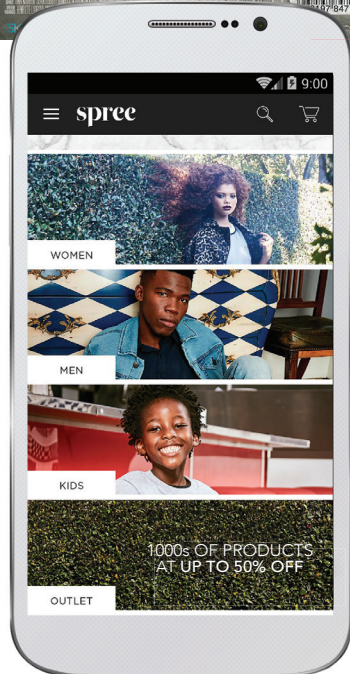 9:00
spree
WOMEN
MEN
KIDS
1000s OF PRODUCTS
AT UP TO 50% OFF
OUTLET